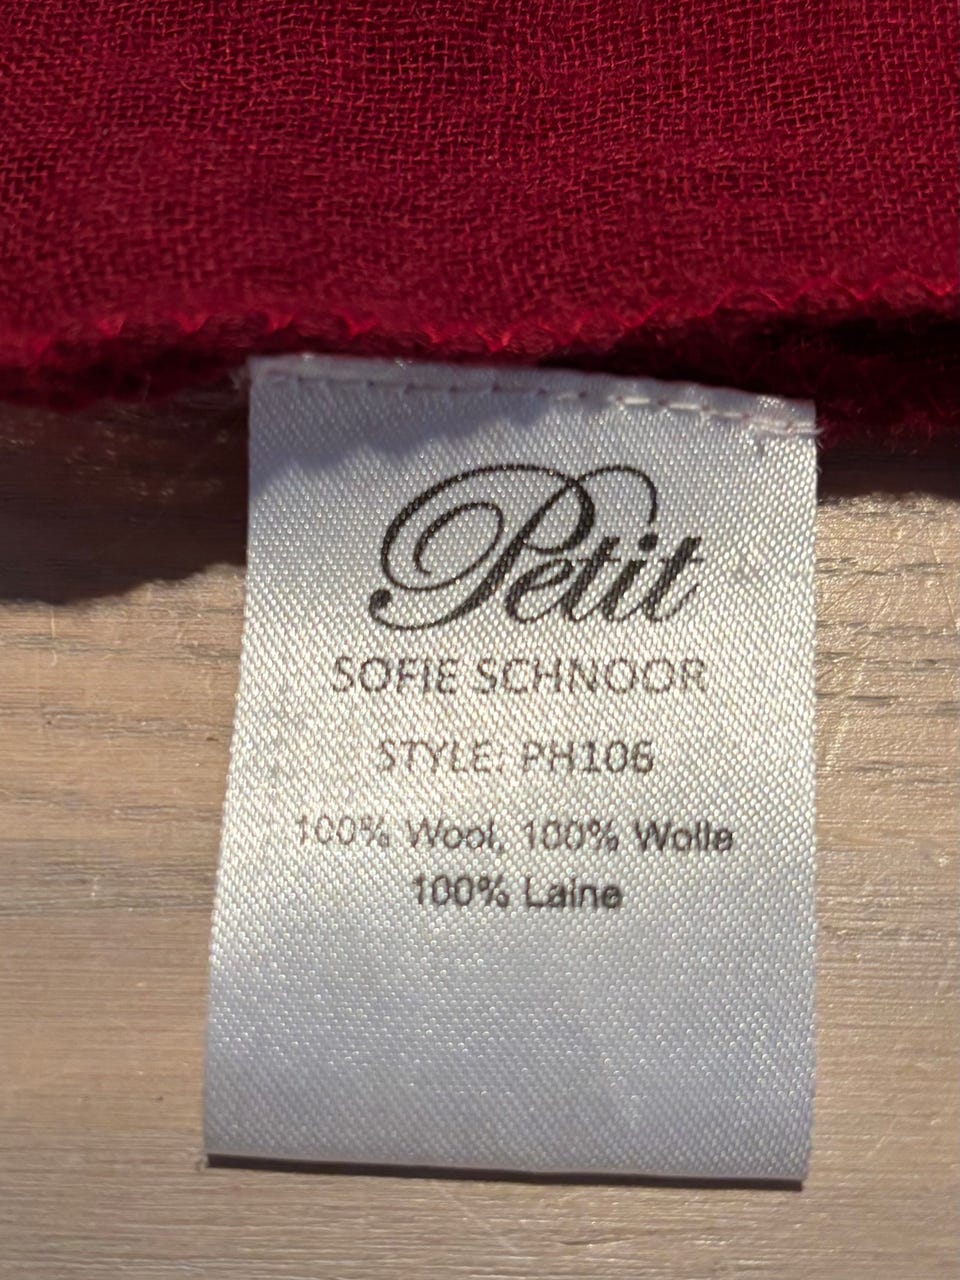 Petit
SOFIE SCHNOOR
STYLE: PH106
100% Wool, 100% Wolle
100% Laine